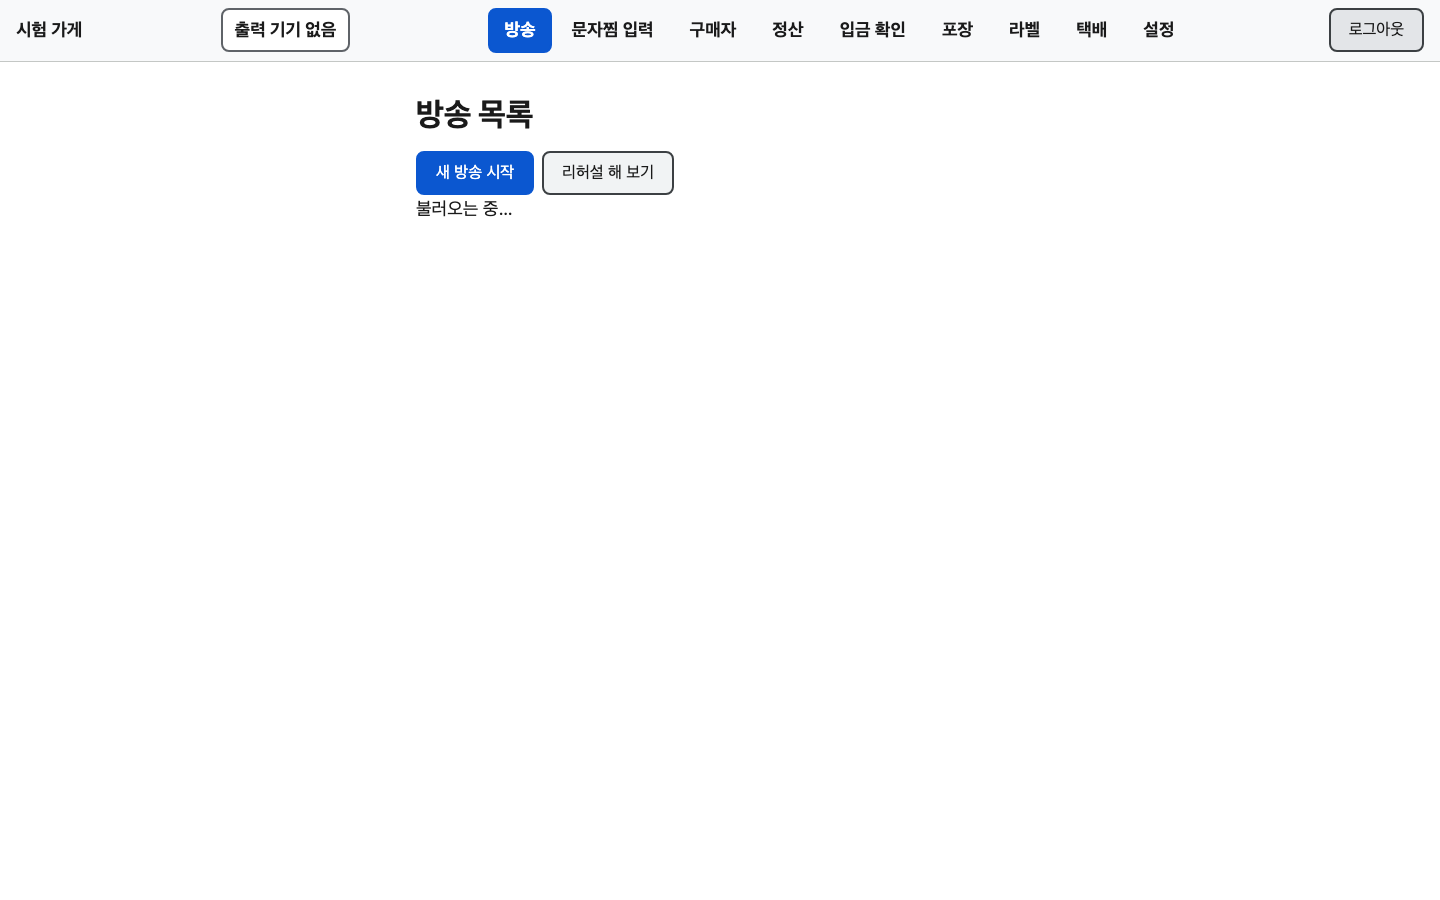 시험 가게 출력 기기 없음 방송 문자찜 입력 구매자 정산 입금 확인 포장 라벨 택배 설정 로그아웃
방송 목록
새 방송 시작 리허설 해 보기
불러오는 중...